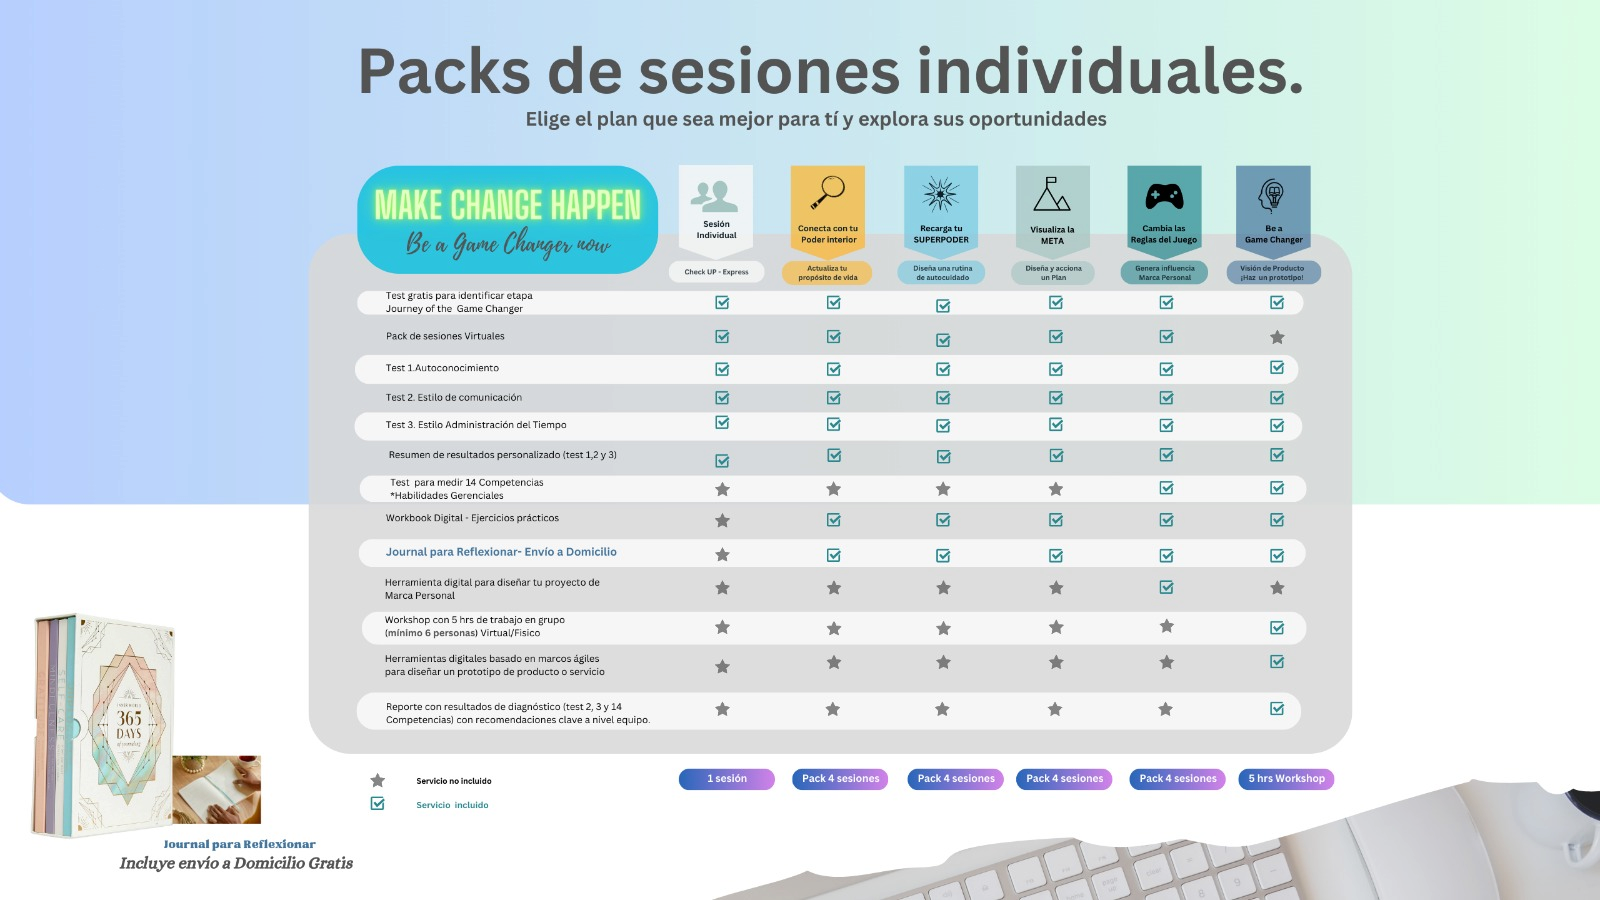 Packs de sesiones individuales.
Elige el plan que sea mejor para tí y explora sus oportunidades
MAKE CHANGE HAPPEN
Be a Game Changer now
Sesión
Individual
Conecta con tu
Poder interior
Recarga tu
SUPERPODER
Visualiza la
META
Cambia las
Reglas del Juego
Be a
Game Changer
Check UP - Express
Actualiza tu
propósito de vida
Diseña una rutina
de autocuidado
Diseña y acciona
un Plan
Genera influencia
Marca Personal
Visión de Producto
¡Haz un prototipo!
Test gratis para identificar etapa
Journey of the Game Changer
Pack de sesiones Virtuales
Test 1.Autoconocimiento
Test 2. Estilo de comunicación
Test 3. Estilo Administración del Tiempo
Resumen de resultados personalizado (test 1,2 y 3)
Test para medir 14 Competencias
*Habilidades Gerenciales
Workbook Digital - Ejercicios prácticos
Journal para Reflexionar- Envío a Domicilio
Herramienta digital para diseñar tu proyecto de
Marca Personal
Workshop con 5 hrs de trabajo en grupo
(mínimo 6 personas) Virtual/Fisico
Herramientas digitales basado en marcos ágiles
para diseñar un prototipo de producto o servicio
Reporte con resultados de diagnóstico (test 2, 3 y 14
Competencias) con recomendaciones clave a nivel equipo.
Servicio no incluido
Servicio incluido
1 sesión
Pack 4 sesiones
Pack 4 sesiones
Pack 4 sesiones
Pack 4 sesiones
5 hrs Workshop
365
DAYS
Journal para Reflexionar
Incluye envío a Domicilio Gratis